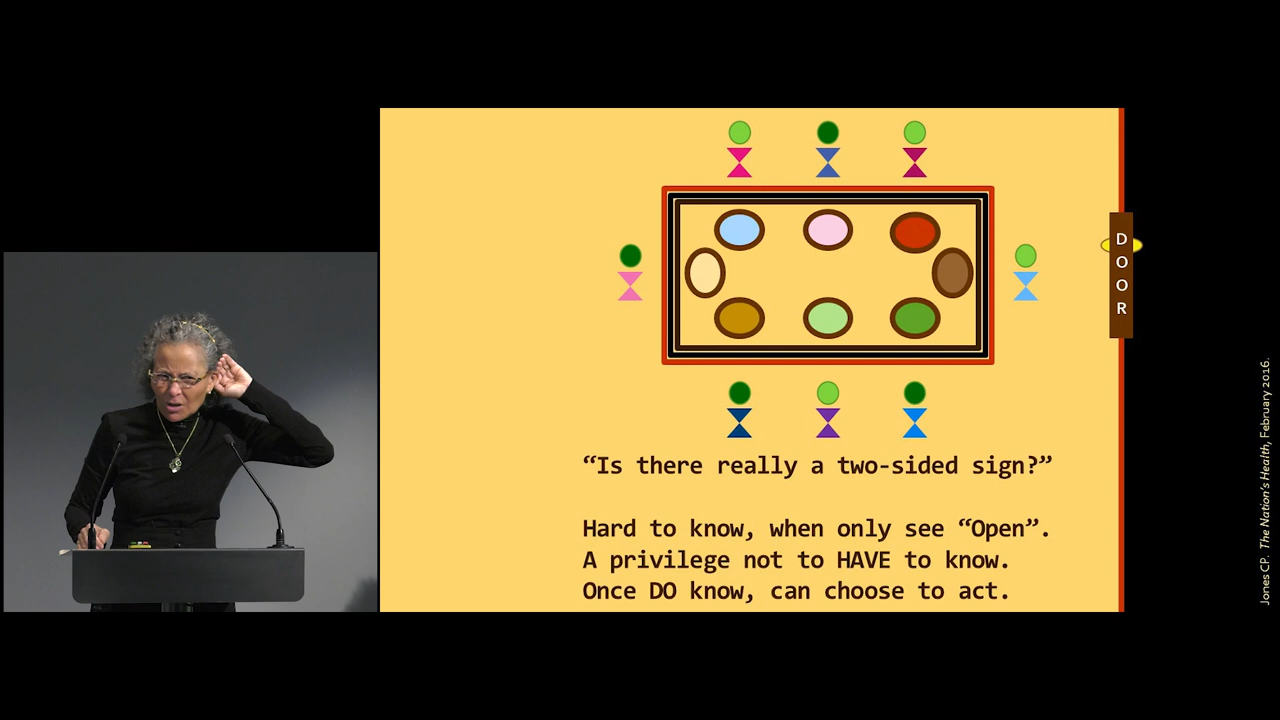 DOOR
“Is there really a two-sided sign?”
Hard to know, when only see “Open”.
A privilege not to HAVE to know.
Once DO know, can choose to act.
Jones CP. The Nation's Health, February 2016.